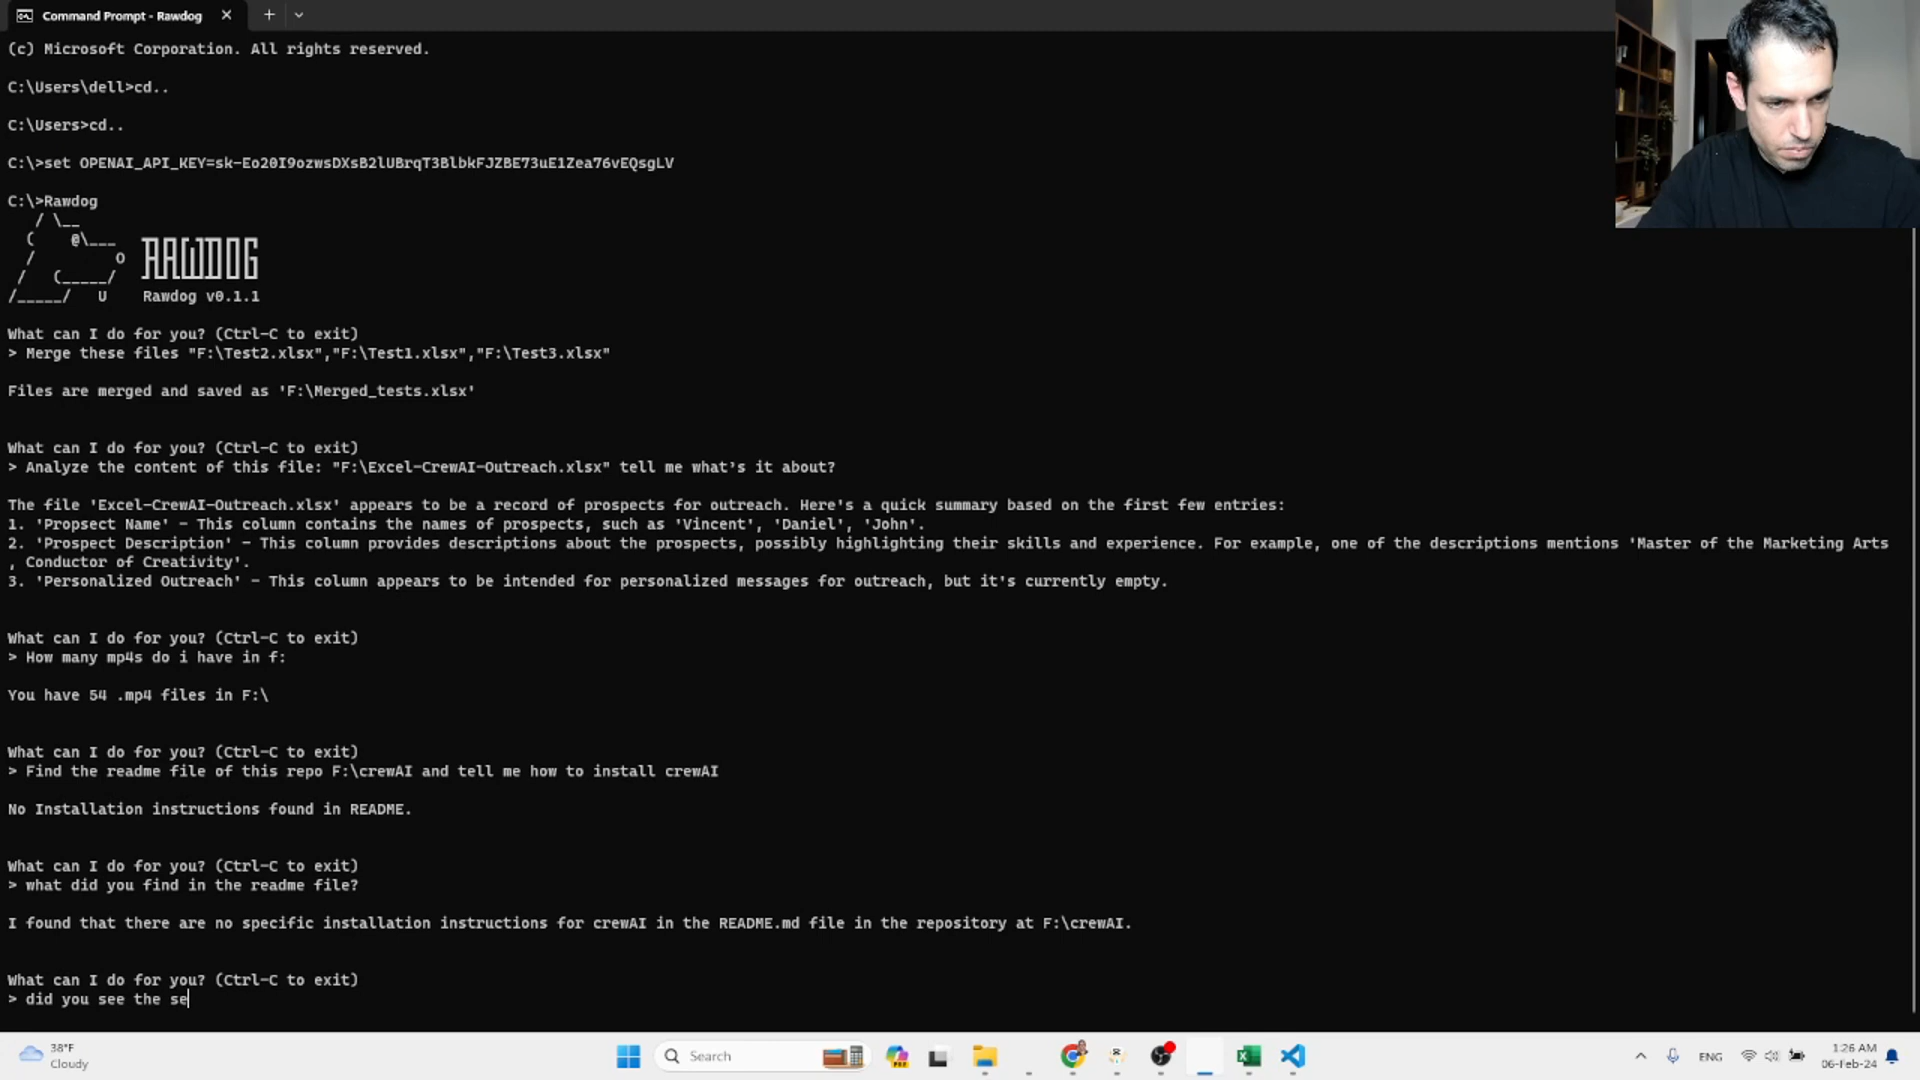 Command Prompt - Rawdog
(c) Microsoft Corporation. All rights reserved.
C:\Users\dell>cd..
C:\Users>cd..
C:\>set OPENAI_API_KEY=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
C:\>Rawdog
RAWDOG
Rawdog v0.1.1
What can I do for you? (Ctrl-C to exit)
> Merge these files "F:\Test2.xlsx","F:\Test1.xlsx","F:\Test3.xlsx"
Files are merged and saved as 'F:\Merged_tests.xlsx'
What can I do for you? (Ctrl-C to exit)
> Analyze the content of this file: "F:\Excel-CrewAI-Outreach.xlsx" tell me what's it about?
The file 'Excel-CrewAI-Outreach.xlsx' appears to be a record of prospects for outreach. Here's a quick summary based on the first few entries:
1. 'Propsect Name' - This column contains the names of prospects, such as 'Vincent', 'Daniel', 'John'.
2. 'Prospect Description' - This column provides descriptions about the prospects, possibly highlighting their skills and experience. For example, one of the descriptions mentions 'Master of the Marketing Arts
, Conductor of Creativity'.
3. 'Personalized Outreach' - This column appears to be intended for personalized messages for outreach, but it's currently empty.
What can I do for you? (Ctrl-C to exit)
> How many mp4s do i have in f:
You have 54 .mp4 files in F:\
What can I do for you? (Ctrl-C to exit)
> Find the readme file of this repo F:\crewAI and tell me how to install crewAI
No Installation instructions found in README.
What can I do for you? (Ctrl-C to exit)
> what did you find in the readme file?
I found that there are no specific installation instructions for crewAI in the README.md file in the repository at F:\crewAI.
What can I do for you? (Ctrl-C to exit)
> did you see the se
38°F
Cloudy
Search
ENG
1:26 AM
06-Feb-24